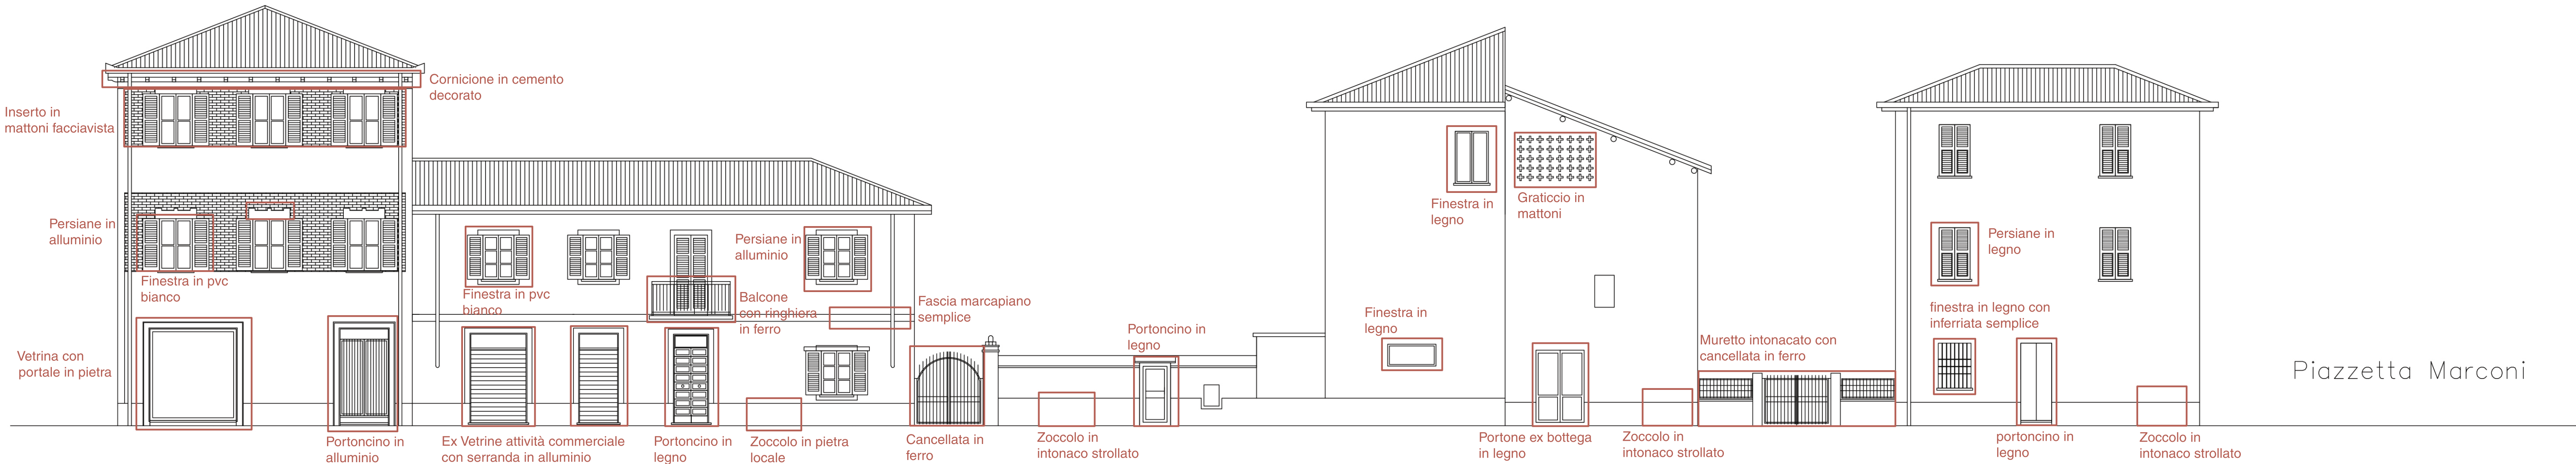 Cornicione in cemento
decorato
Inserto in
mattoni facciavista
Persiane in
alluminio
Finestra in pvc
bianco
Vetrina con
portale in pietra
Portoncino in
alluminio
Finestra in pvc
bianco
Persiane in
alluminio
Balcone
con ringhiera
in ferro
Fascia marcapiano
semplice
Ex Vetrine attività commerciale
con serranda in alluminio
Portoncino in
legno
Zoccolo in pietra
locale
Cancellata in
ferro
Portoncino in
legno
Zoccolo in
intonaco strollato
Finestra in
legno
Graticcio in
mattoni
Finestra in
legno
Portone ex bottega
in legno
Zoccolo in
intonaco strollato
Muretto intonacato con
cancellata in ferro
Persiane in
legno
finestra in legno con
inferriata semplice
portoncino in
legno
Zoccolo in
intonaco strollato
Piazzetta Marconi